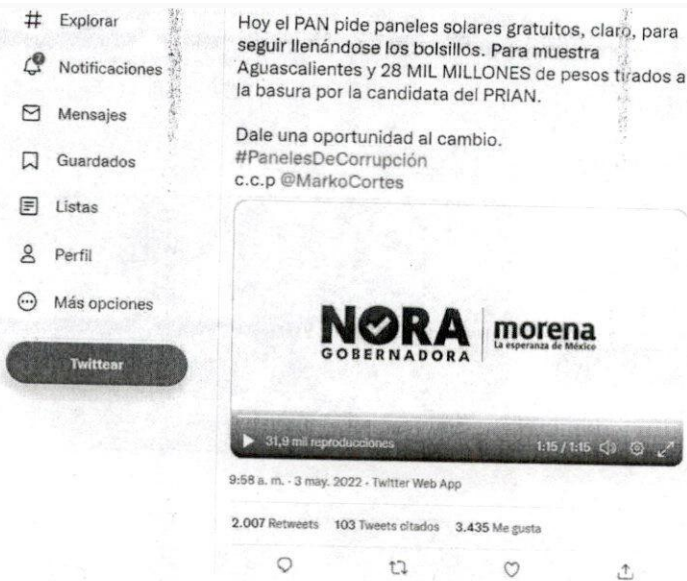 Explorar
7
Notificaciones
Mensajes
Guardados
Listas
Perfil
Más opciones
Twittear
Hoy el PAN pide paneles solares gratuitos, claro, para
seguir llenándose los bolsillos. Para muestra
Aguascalientes y 28 MIL MILLONES de pesos tirados a
la basura por la candidata del PRIAN.
Dale una oportunidad al cambio.
#PanelesDeCorrupción
c.c.p @MarkoCortes
NORA
GOBERNADORA
morena
La esperanza de México
31,9 mil reproducciones
1:15 / 1:15
9:58 a. m. · 3 may. 2022 · Twitter Web App
2.007 Retweets 103 Tweets citados 3.435 Me gusta